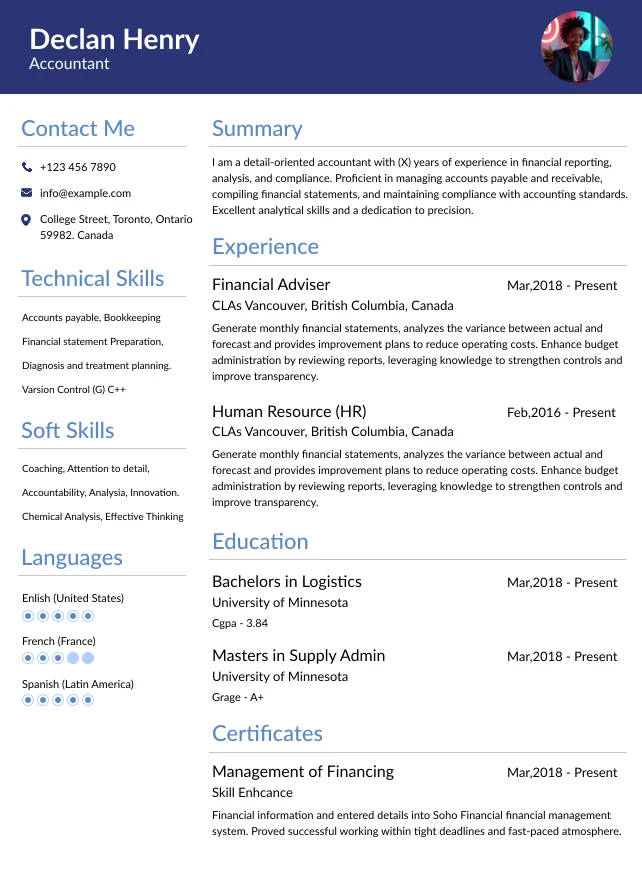 Declan Henry
Accountant
Contact Me
+123 456 7890
info@example.com
College Street, Toronto, Ontario
59982. Canada
Technical Skills
Accounts payable, Bookkeeping
Financial statement Preparation,
Diagnosis and treatment planning.
Varsion Control (G) C++
Soft Skills
Coaching, Attention to detail,
Accountability, Analysia, Innovation.
Chemical Analysis, Effective Thinking
Languages
Enlish (United States)
French (France)
Spanish (Latin America)
Summary
I am a detail-oriented accountant with (X) years of experience in financial reporting,
analysis, and compliance. Proficient in managing accounts payable and receivable,
compiling financial statements, and maintaining compliance with accounting standards.
Excellent analytical skills and a dedication to precision.
Experience
Financial Adviser Mar,2018 - Present
CLAs Vancouver, British Columbia, Canada
Generate monthly financial statements, analyzes the variance between actual and
forecast and provides improvement plans to reduce operating costs. Enhance budget
administration by reviewing reports, leveraging knowledge to strengthen controls and
improve transparency.
Human Resource (HR) Feb,2016 - Present
CLAs Vancouver, British Columbia, Canada
Generate monthly financial statements, analyzes the variance between actual and
forecast and provides improvement plans to reduce operating costs. Enhance budget
administration by reviewing reports, leveraging knowledge to strengthen controls and
improve transparency.
Education
Bachelors in Logistics Mar,2018 - Present
University of Minnesota
Cgpa - 3.84
Masters in Supply Admin Mar,2018 - Present
University of Minnesota
Grage - A+
Certificates
Management of Financing Mar,2018 - Present
Skill Enhcance
Financial information and entered details into Soho Financial financial management
system. Proved successful working within tight deadlines and fast-paced atmosphere.